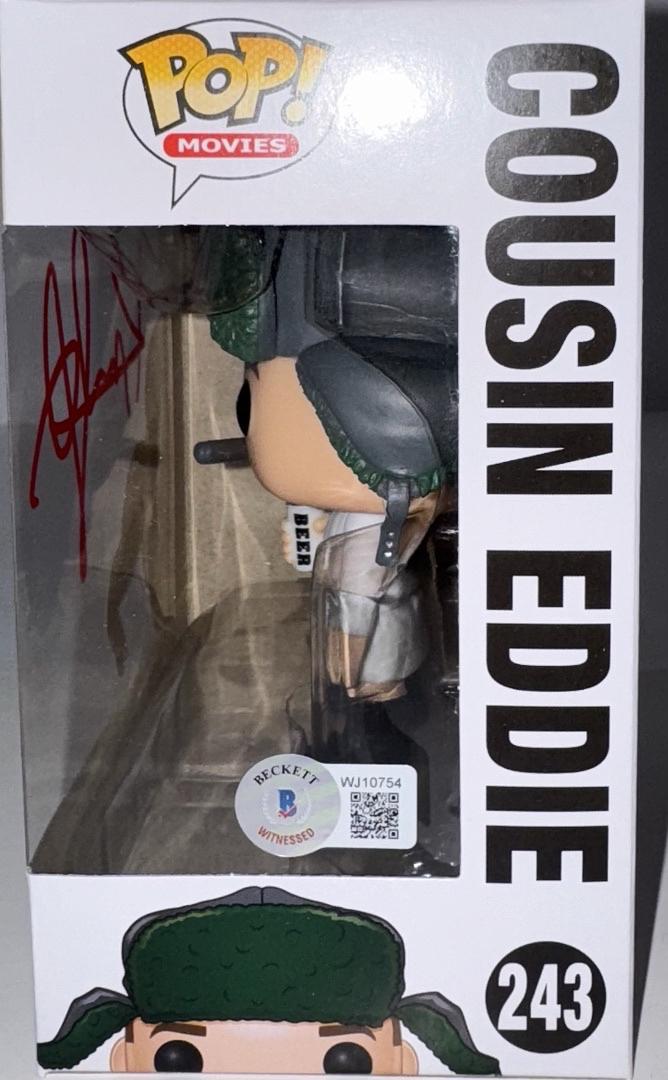 POP!
MOVIES
COUSIN EDDIE
BEER
BECKETT
B
WITNESSED
WJ10754
243